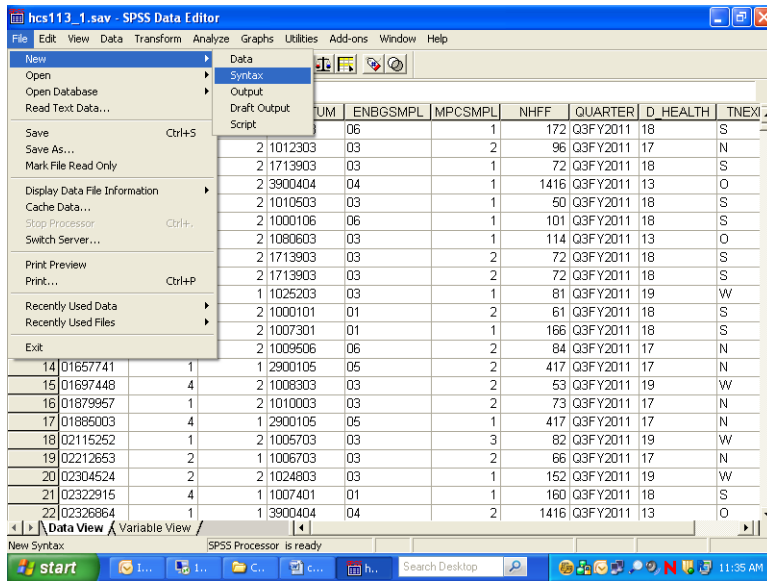 hcs113_1.sav - SPSS Data Editor
File Edit View Data Transform Analyze Graphs Utilities Add-ons Window Help
New Data
Open Syntax
Open Database Output
Read Text Data... Draft Output
Script
Save Ctrl+S
Save As...
Mark File Read Only
Display Data File Information
Cache Data...
Stop Processor Ctrl+.
Switch Server...
Print Preview
Print... Ctrl+P
Recently Used Data
Recently Used Files
Exit
UM ENBGSMPL MPCSMPL NHFF QUARTER D_HEALTH TNEXI
06 1 172 Q3FY2011 18 S
2 1012303 03 2 96 Q3FY2011 17 N
2 1713903 03 1 72 Q3FY2011 18 S
2 3900404 04 1 1416 Q3FY2011 13 O
2 1010503 03 1 50 Q3FY2011 18 S
2 1000106 06 1 101 Q3FY2011 18 S
2 1080603 03 1 114 Q3FY2011 13 O
2 1713903 03 2 72 Q3FY2011 18 S
2 1713903 03 2 72 Q3FY2011 18 S
1 1025203 03 1 81 Q3FY2011 19 W
2 1000101 01 2 61 Q3FY2011 18 S
2 1007301 01 1 166 Q3FY2011 18 S
2 1009506 06 2 84 Q3FY2011 17 N
14 01657741 1 1 2900105 05 2 417 Q3FY2011 17 N
15 01697448 4 2 1008303 03 2 53 Q3FY2011 19 W
16 01879957 1 2 1010003 03 2 73 Q3FY2011 17 N
17 01885003 4 1 2900105 05 1 417 Q3FY2011 17 N
18 02115252 1 2 1005703 03 3 82 Q3FY2011 19 W
19 02212653 2 1 1006703 03 2 66 Q3FY2011 17 N
20 02304524 2 2 1024803 03 1 152 Q3FY2011 19 W
21 02322915 4 1 1007401 01 1 160 Q3FY2011 18 S
22 02326864 1 1 3900404 04 2 1416 Q3FY2011 13 O
Data View Variable View
New Syntax SPSS Processor is ready
start I... 1... C... c... h... Search Desktop N 11:35 AM